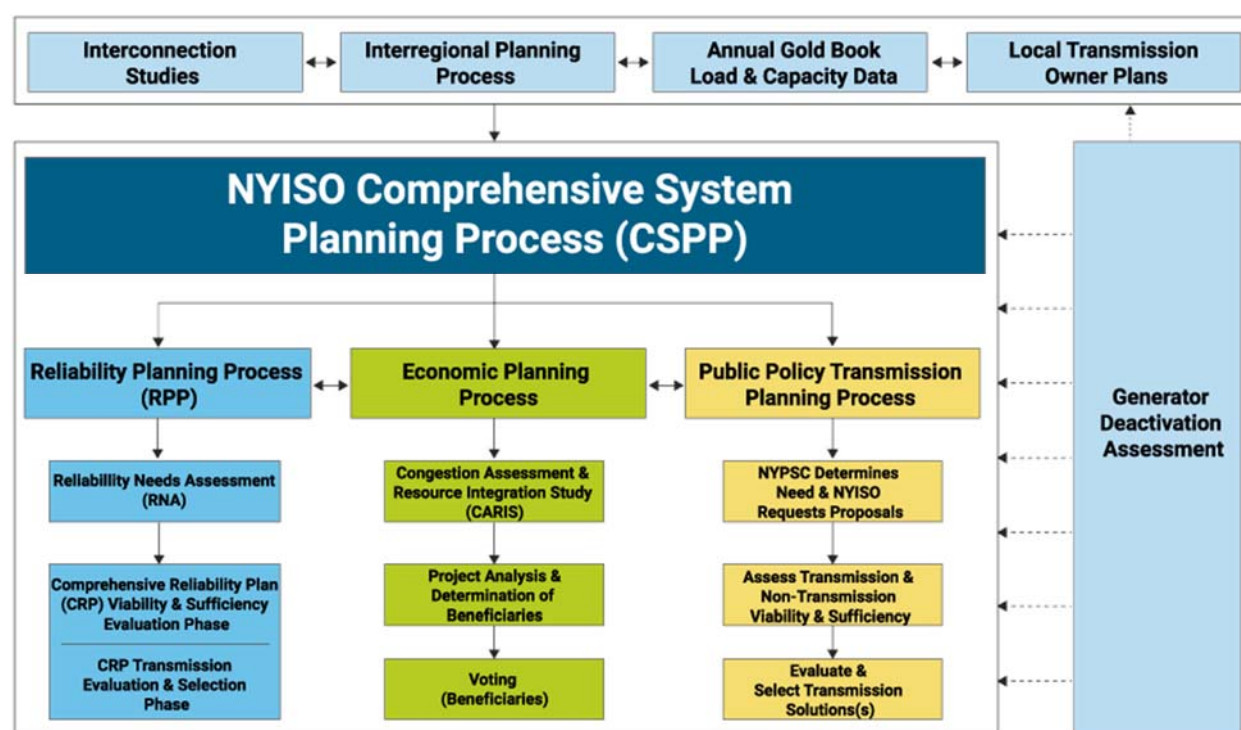 Interconnection
Studies
Interregional Planning
Process
Annual Gold Book
Load & Capacity Data
Local Transmission
Owner Plans
NYISO Comprehensive System
Planning Process (CSPP)
Reliability Planning Process
(RPP)
Economic Planning
Process
Public Policy Transmission
Planning Process
Generator
Deactivation
Assessment
Reliabillity Needs Assessment
(RNA)
Congestion Assessment &
Resource Integration Study
(CARIS)
NYPSC Determines
Need & NYISO
Requests Proposals
Comprehensive Reliability Plan
(CRP) Viability & Sufficiency
Evaluation Phase
CRP Transmission
Evaluation & Selection
Phase
Project Analysis &
Determination of
Beneficiaries
Assess Transmission &
Non-Transmission
Viability & Sufficiency
Voting
(Beneficiaries)
Evaluate &
Select Transmission
Solutions(s)